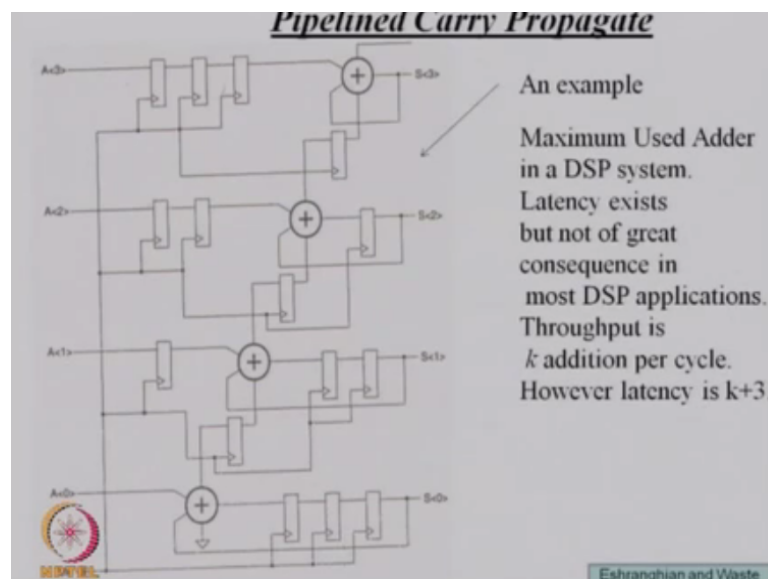 Pipelined Carry Propagate
A<3>
S<3>
An example
Maximum Used Adder
in a DSP system.
Latency exists
but not of great
consequence in
most DSP applications.
Throughput is
k addition per cycle.
However latency is k+3
A<2>
S<2>
A<1>
S<1>
A<0>
S<0>
+
+
+
+
NPTEL
Eshranghian and Waste